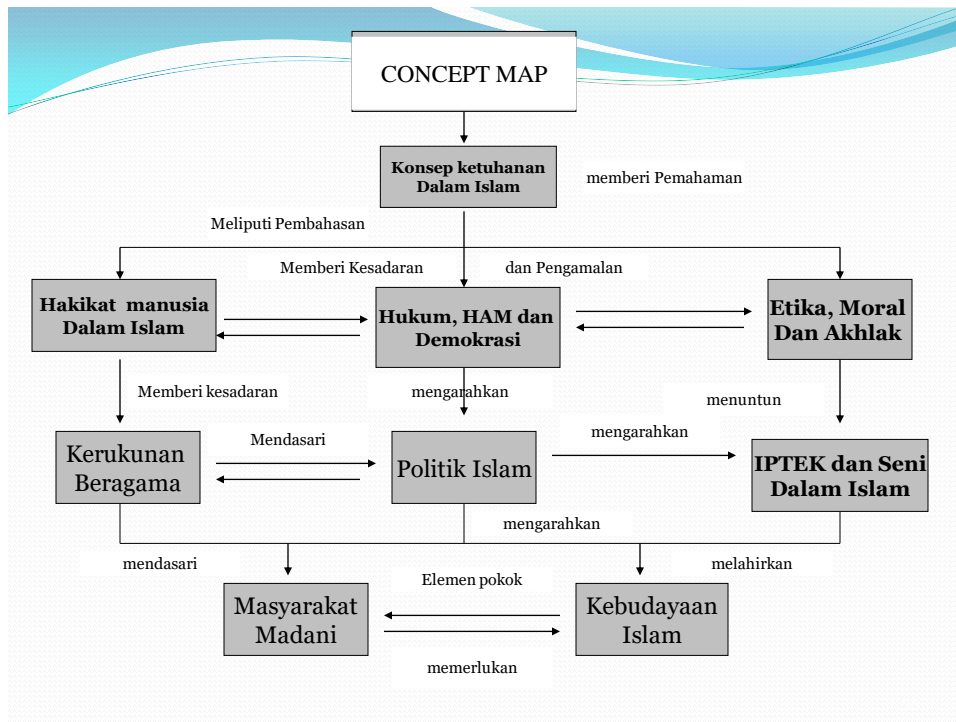 CONCEPT MAP
Konsep ketuhanan
Dalam Islam
memberi Pemahaman
Meliputi Pembahasan
Memberi Kesadaran
dan Pengamalan
Hakikat manusia
Dalam Islam
Hukum, HAM dan
Demokrasi
Etika, Moral
Dan Akhlak
Memberi kesadaran
mengarahkan
menuntun
Kerukunan
Beragama
Mendasari
Politik Islam
mengarahkan
IPTEK dan Seni
Dalam Islam
mengarahkan
mendasari
melahirkan
Masyarakat
Madani
Elemen pokok
Kebudayaan
Islam
memerlukan